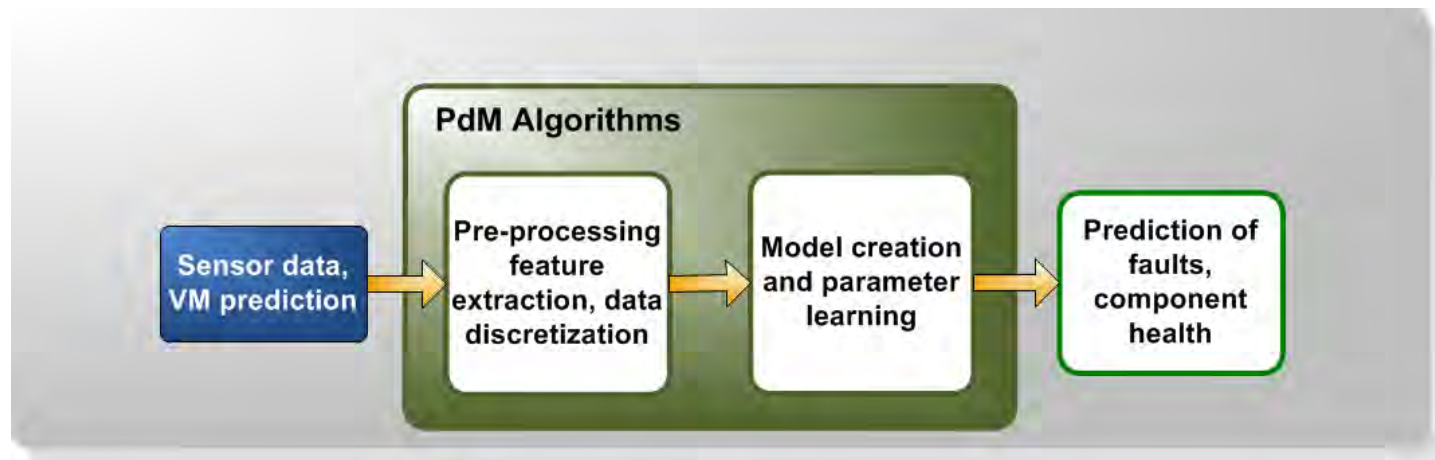 PdM Algorithms
Sensor data,
VM prediction
Pre-processing
feature
extraction, data
discretization
Model creation
and parameter
learning
Prediction of
faults,
component
health